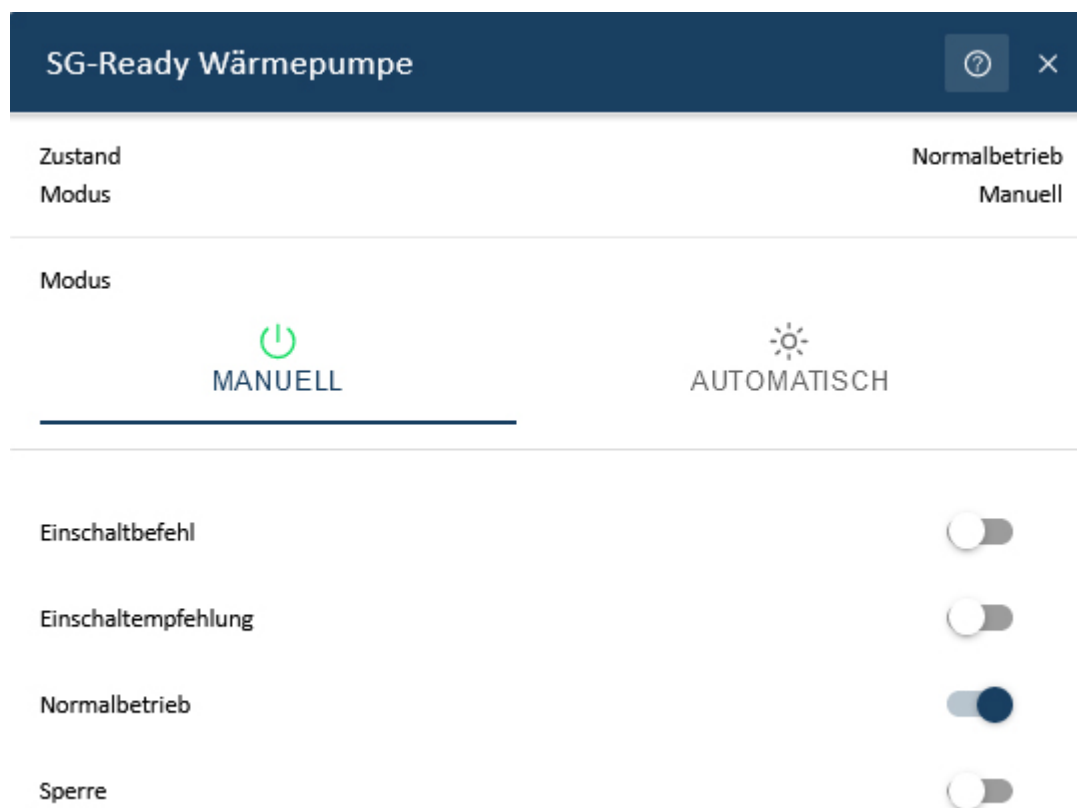 SG-Ready Wärmepumpe
Zustand Normalbetrieb
Modus Manuell
Modus
MANUELL AUTOMATISCH
Einschaltbefehl
Einschaltempfehlung
Normalbetrieb
Sperre